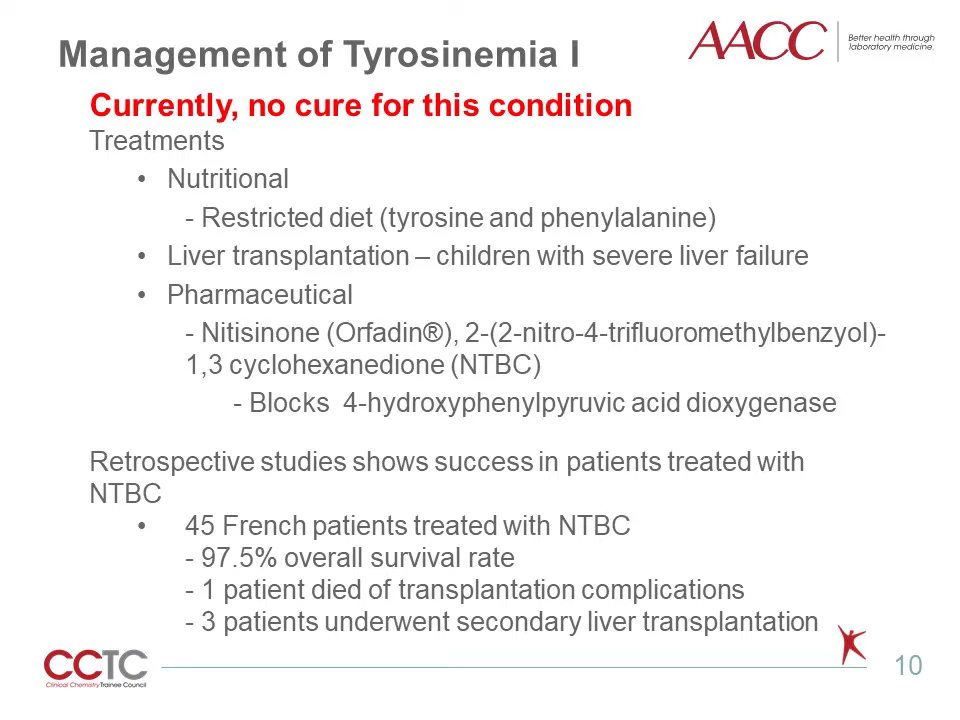 Management of Tyrosinemia I
AACC
Better health through
laboratory medicine.
Currently, no cure for this condition
Treatments
• Nutritional
- Restricted diet (tyrosine and phenylalanine)
• Liver transplantation – children with severe liver failure
• Pharmaceutical
- Nitisinone (Orfadin®), 2-(2-nitro-4-trifluoromethylbenzyol)-
1,3 cyclohexanedione (NTBC)
- Blocks 4-hydroxyphenylpyruvic acid dioxygenase
Retrospective studies shows success in patients treated with
NTBC
• 45 French patients treated with NTBC
- 97.5% overall survival rate
- 1 patient died of transplantation complications
- 3 patients underwent secondary liver transplantation
CCTC
Clinical Chemistry Trainee Council
10